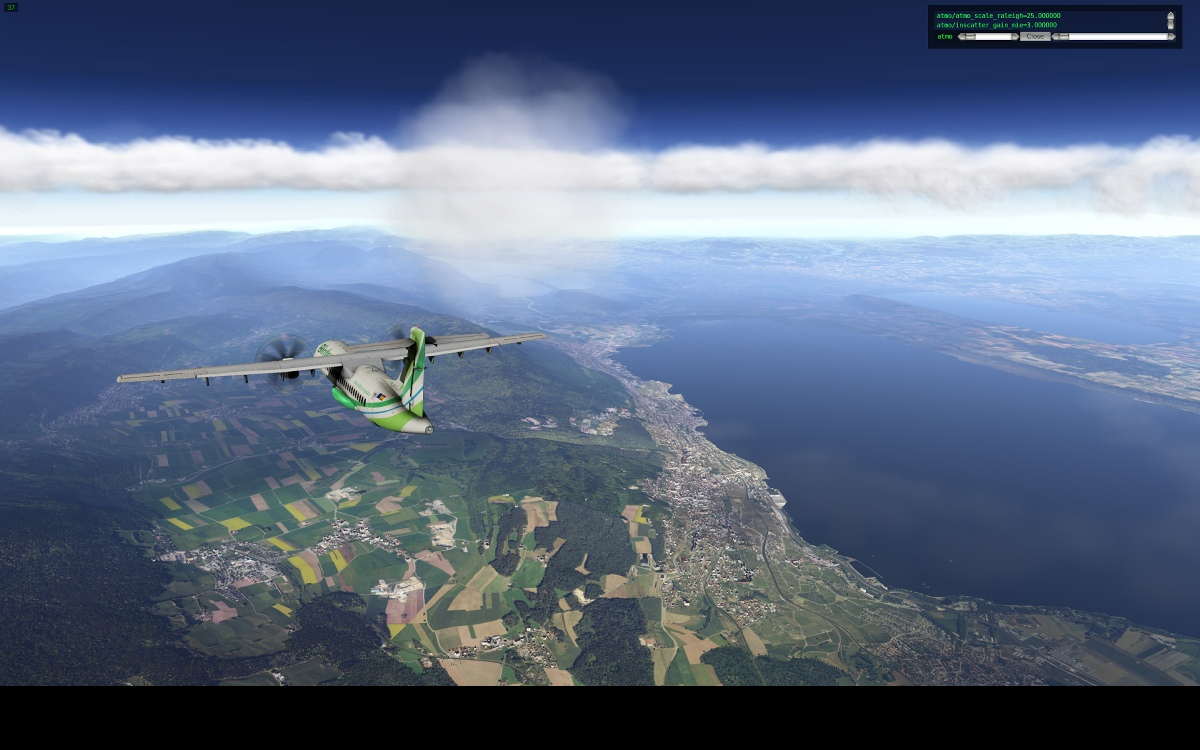 37
atmo/atmo_scale_raleigh=25.000000
atmo/inscatter_gain_mie=3.000000
atmo
Close